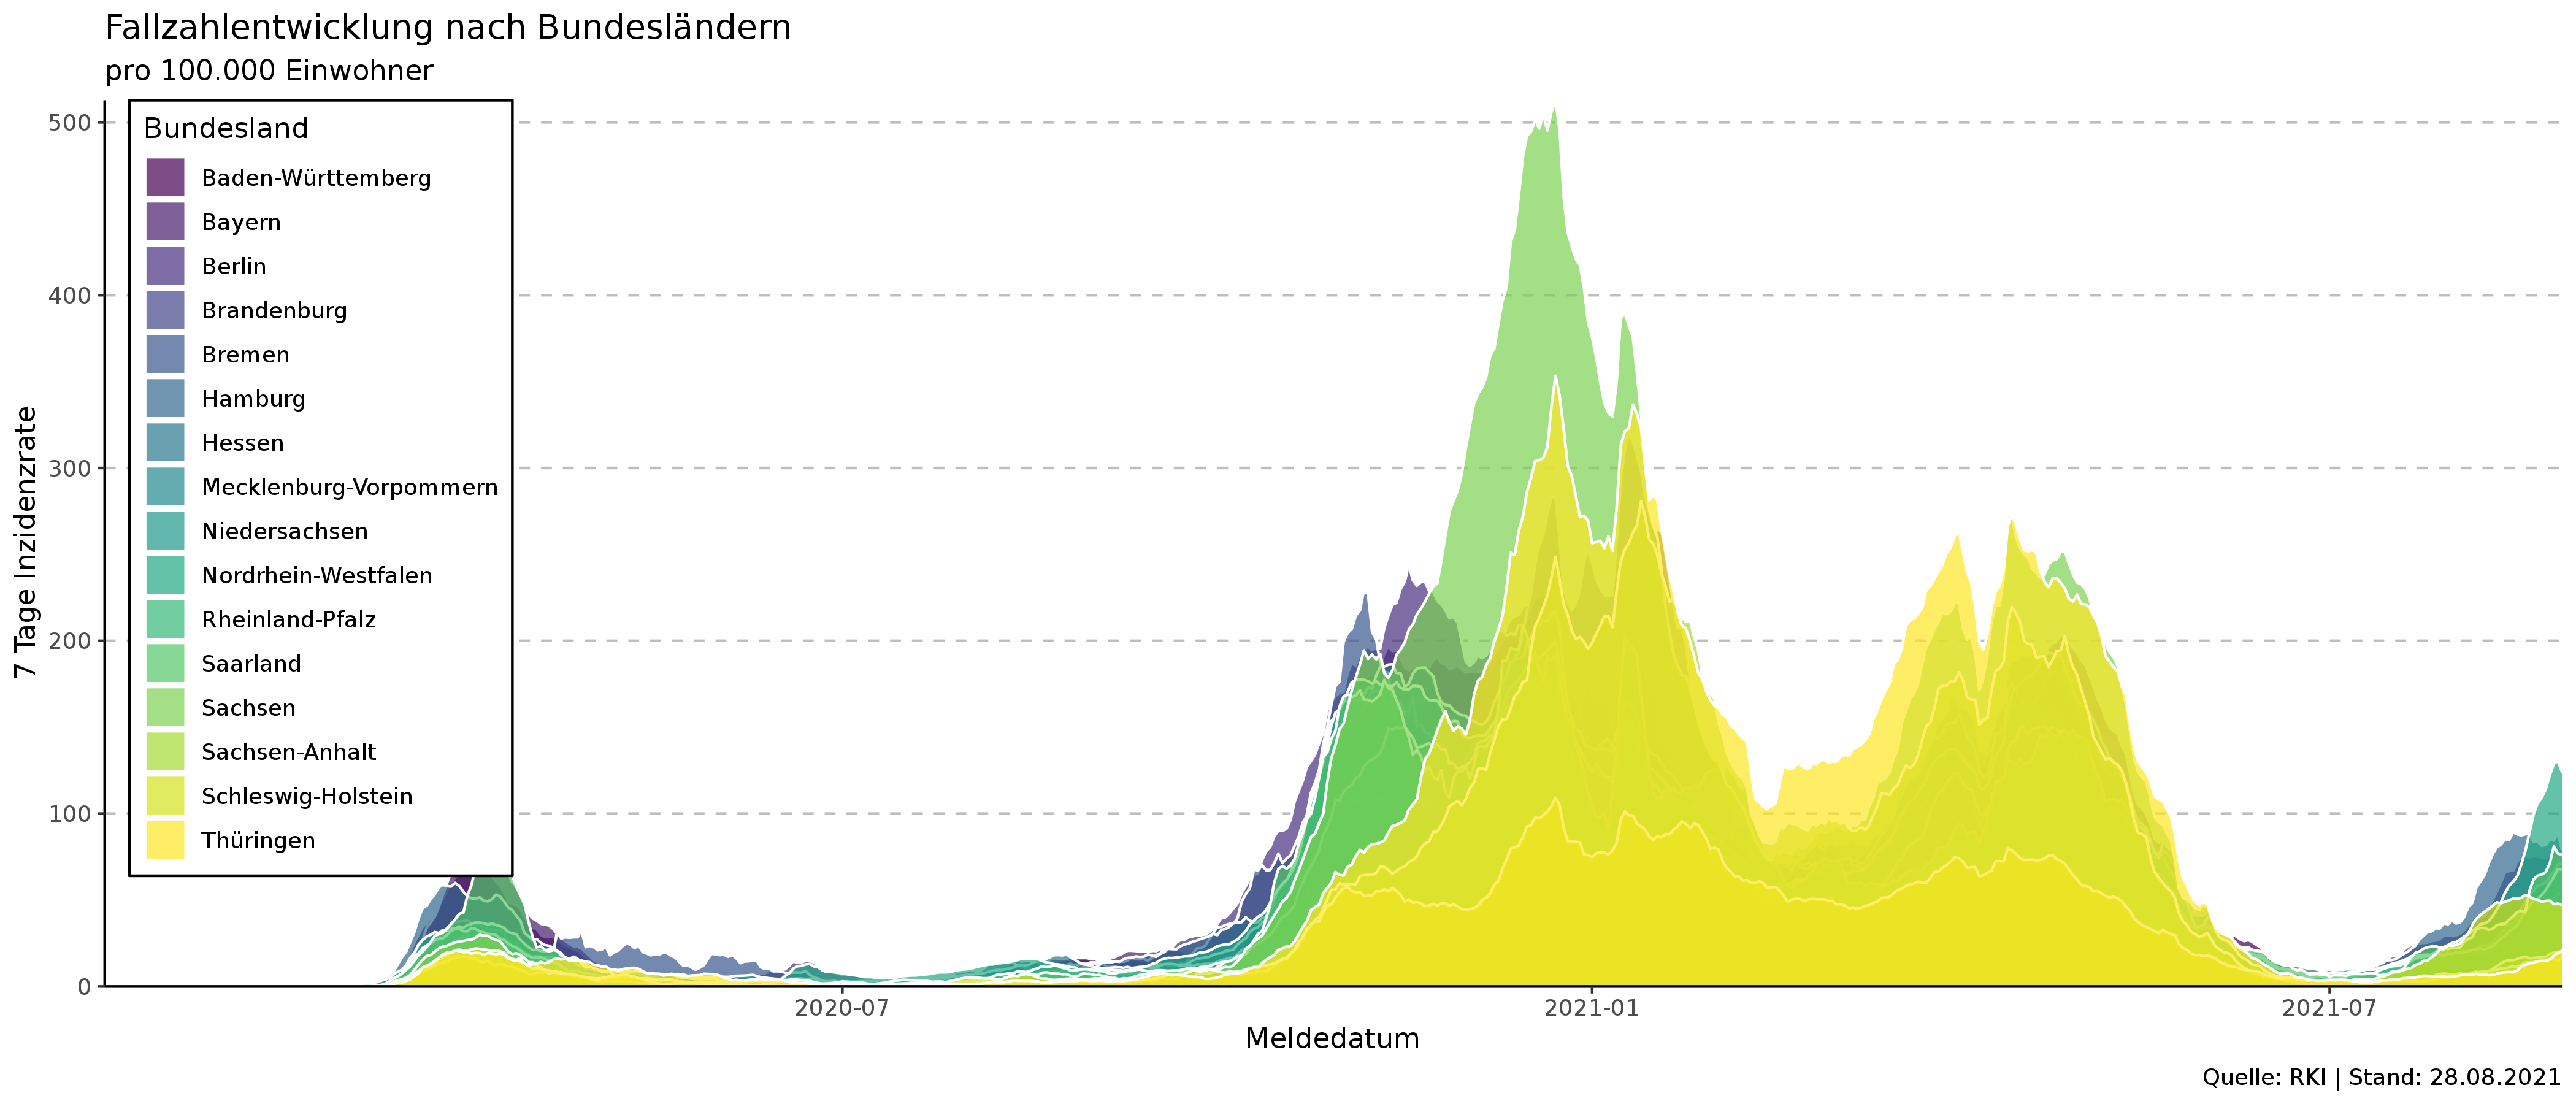 Fallzahlentwicklung nach Bundesländern
pro 100.000 Einwohner
7 Tage Inzidenzrate
500
400
300
200
100
0
Bundesland
Baden-Württemberg
Bayern
Berlin
Brandenburg
Bremen
Hamburg
Hessen
Mecklenburg-Vorpommern
Niedersachsen
Nordrhein-Westfalen
Rheinland-Pfalz
Saarland
Sachsen
Sachsen-Anhalt
Schleswig-Holstein
Thüringen
2020-07
2021-01
2021-07
Meldedatum
Quelle: RKI | Stand: 28.08.2021